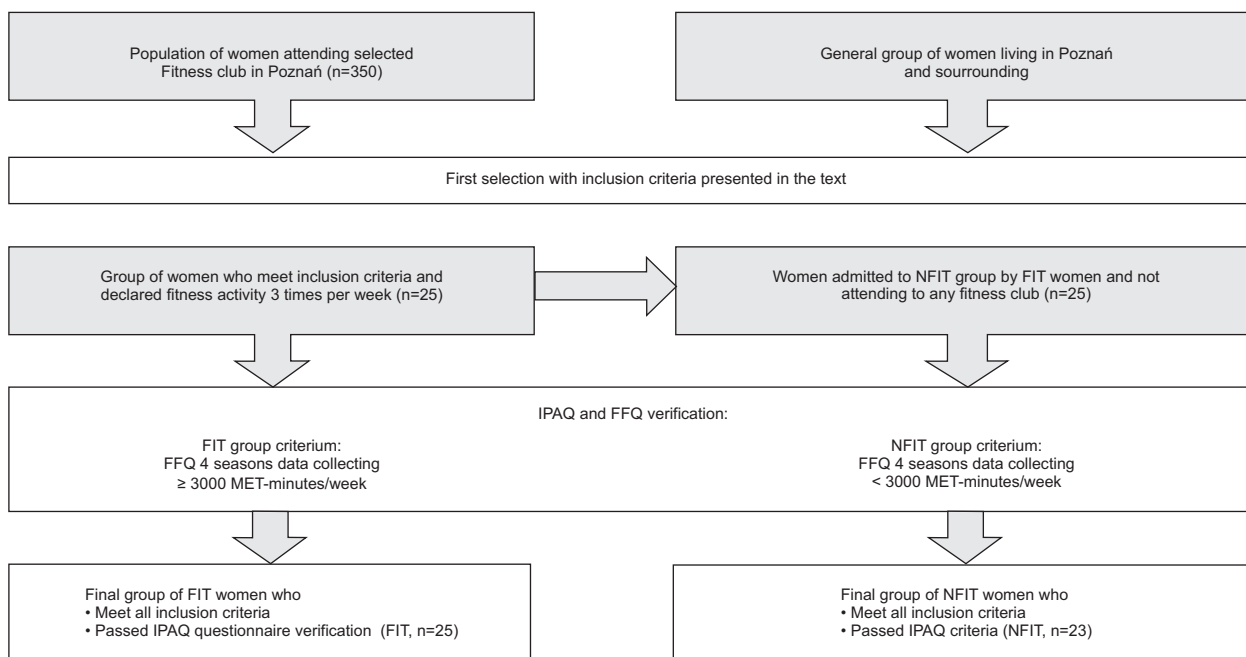 Population of women attending selected
Fitness club in Poznań (n=350)
General group of women living in Poznań
and sourrounding
First selection with inclusion criteria presented in the text
Group of women who meet inclusion criteria and
declared fitness activity 3 times per week (n=25)
Women admitted to NFIT group by FIT women and not
attending to any fitness club (n=25)
IPAQ and FFQ verification:
FIT group criterium:
FFQ 4 seasons data collecting
≥ 3000 MET-minutes/week
NFIT group criterium:
FFQ 4 seasons data collecting
< 3000 MET-minutes/week
Final group of FIT women who
• Meet all inclusion criteria
• Passed IPAQ questionnaire verification (FIT, n=25)
Final group of NFIT women who
• Meet all inclusion criteria
• Passed IPAQ criteria (NFIT, n=23)